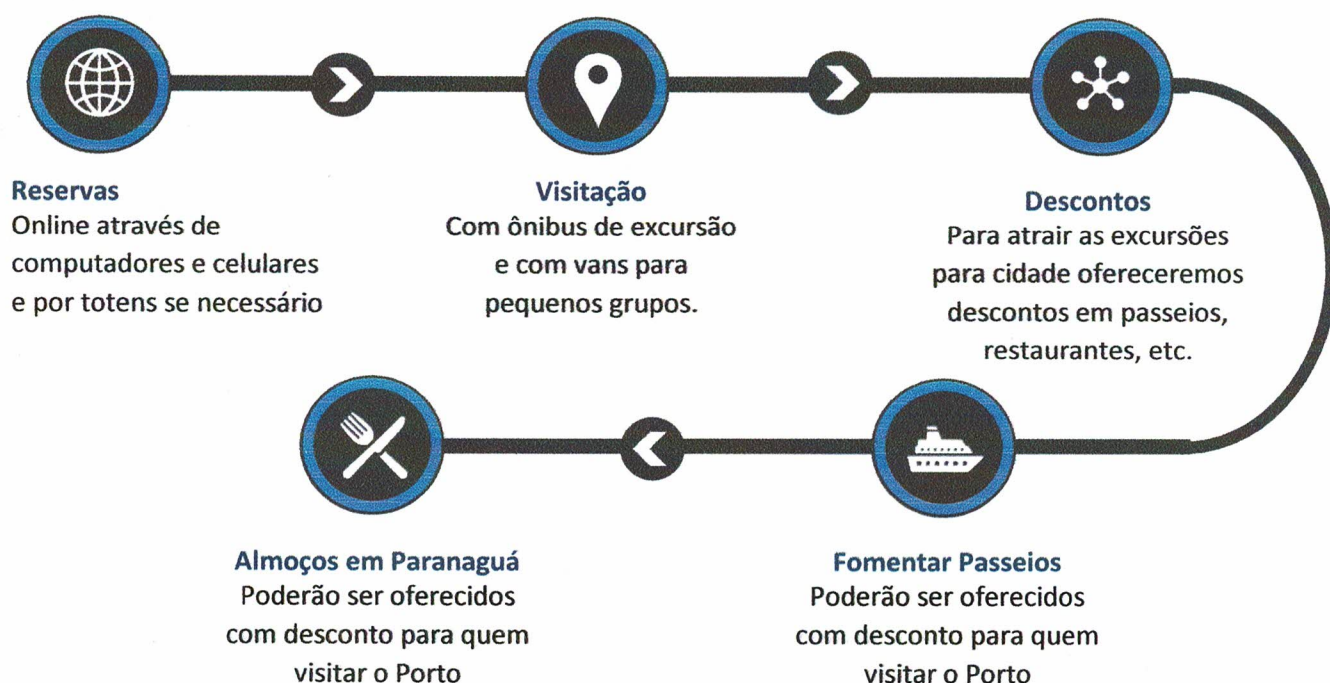 Reservas
Online através de
computadores e celulares
e por totens se necessário
Visitação
Com ônibus de excursão
e com vans para
pequenos grupos.
Descontos
Para atrair as excursões
para cidade ofereceremos
descontos em passeios,
restaurantes, etc.
Fomentar Passeios
Poderão ser oferecidos
com desconto para quem
visitar o Porto
Almoços em Paranaguá
Poderão ser oferecidos
com desconto para quem
visitar o Porto